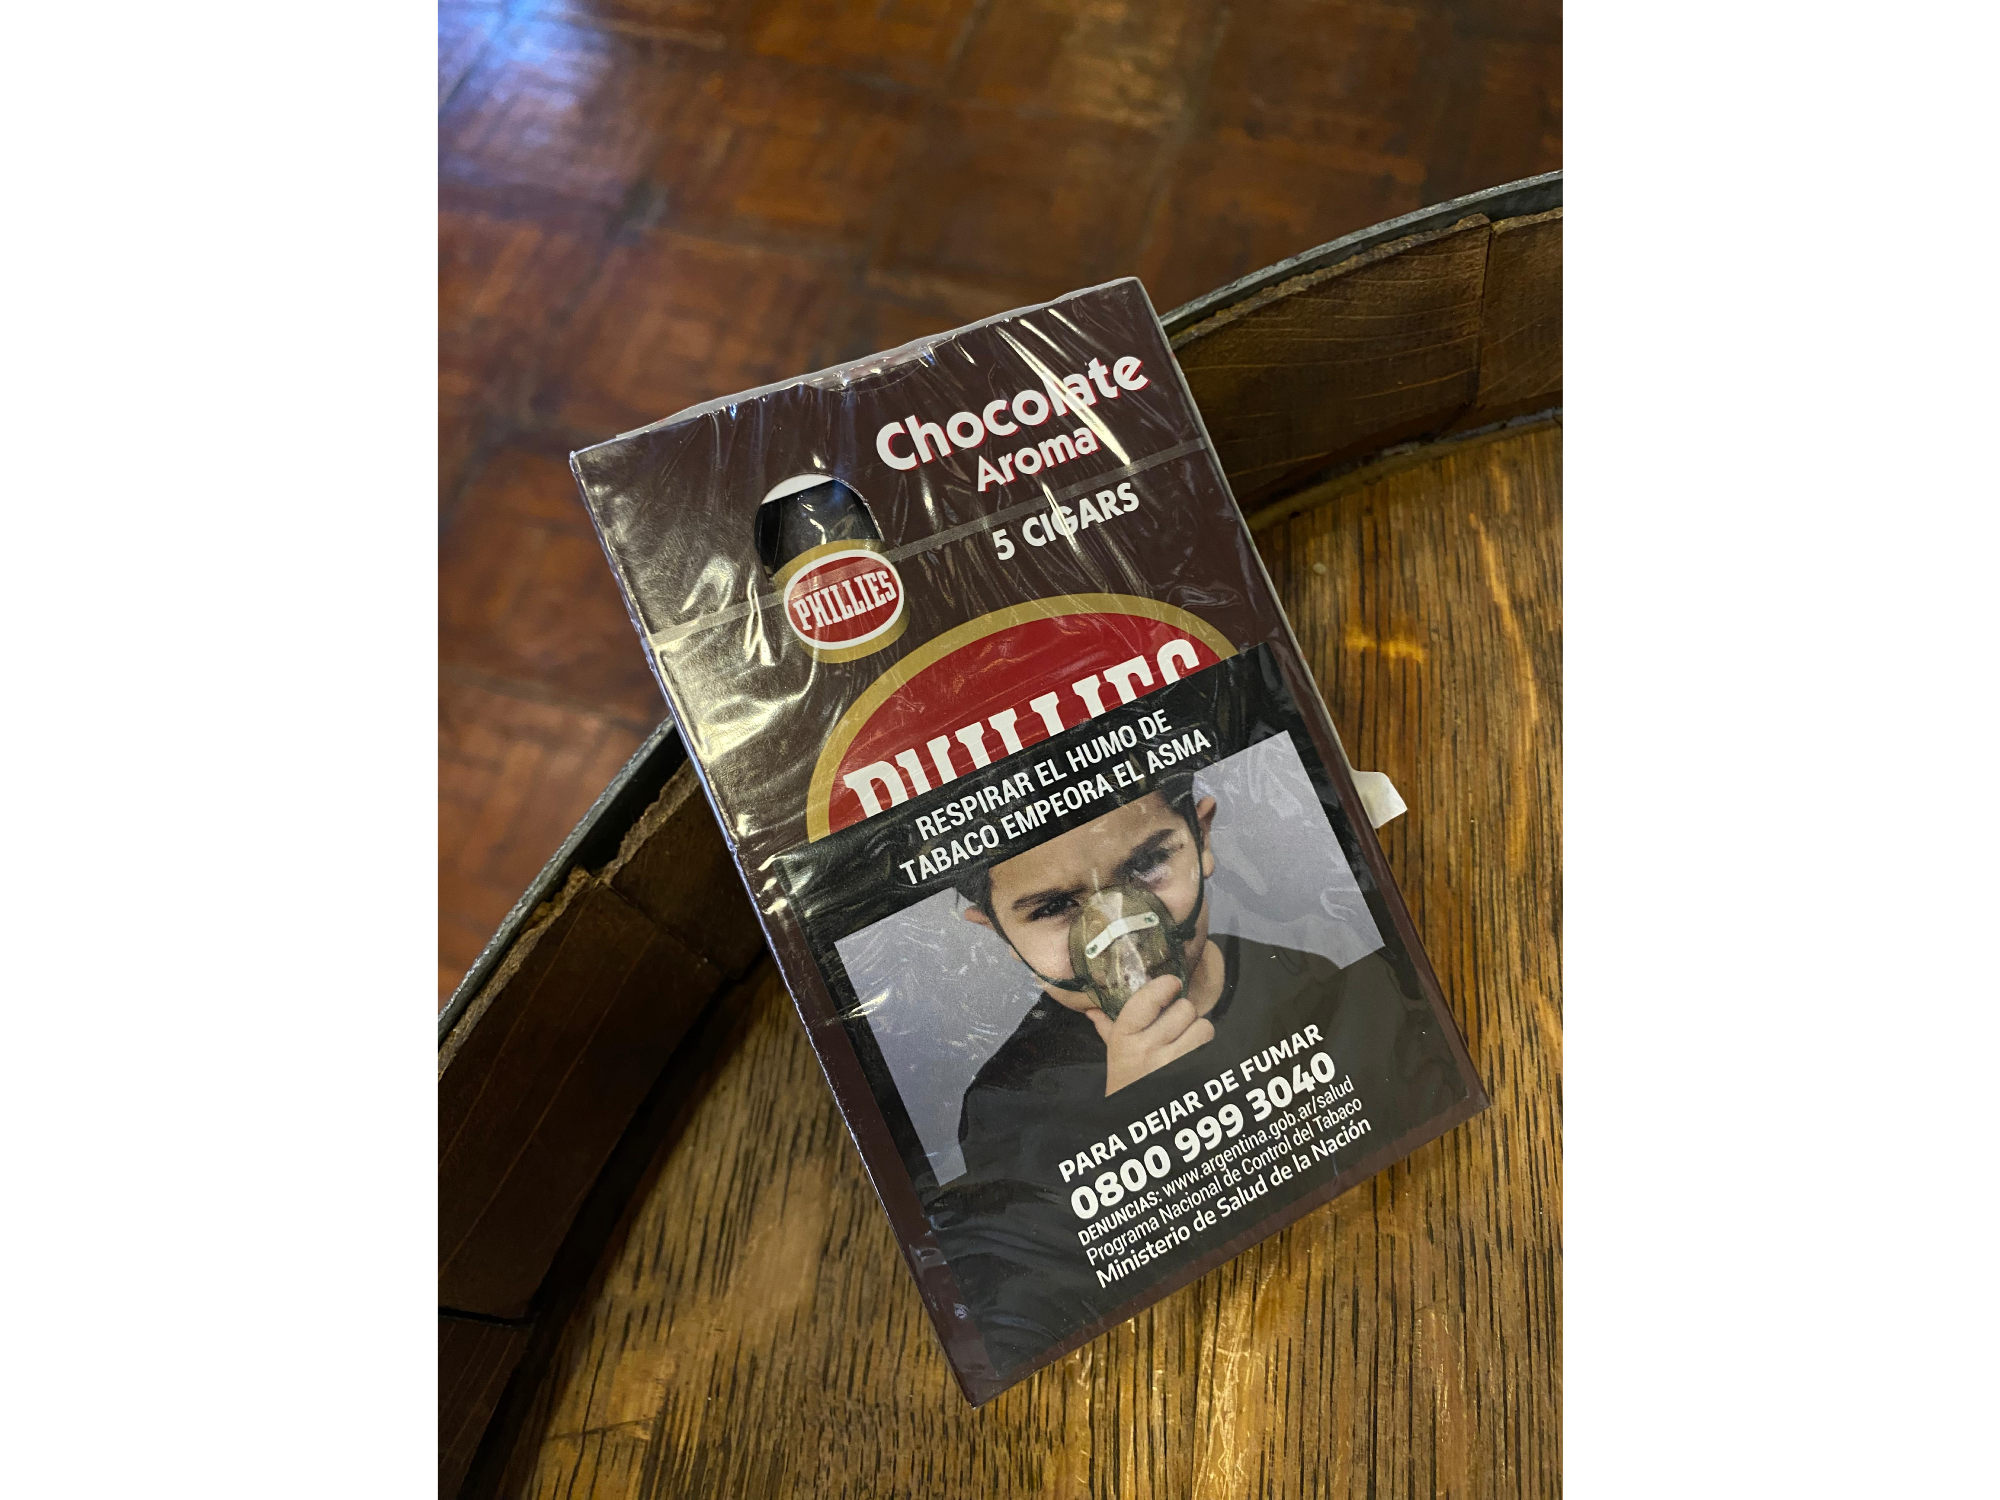 Chocolate
Aroma
5 CIGARS
PHILLIES
PHILLIES
RESPIRAR EL HUMO DE
TABACO EMPEORA EL ASMA
PARA DEJAR DE FUMAR
0800 999 3040
DENUNCIAS: www.argentina.gob.ar/salud
Programa Nacional de Control del Tabaco
Ministerio de Salud de la Nación